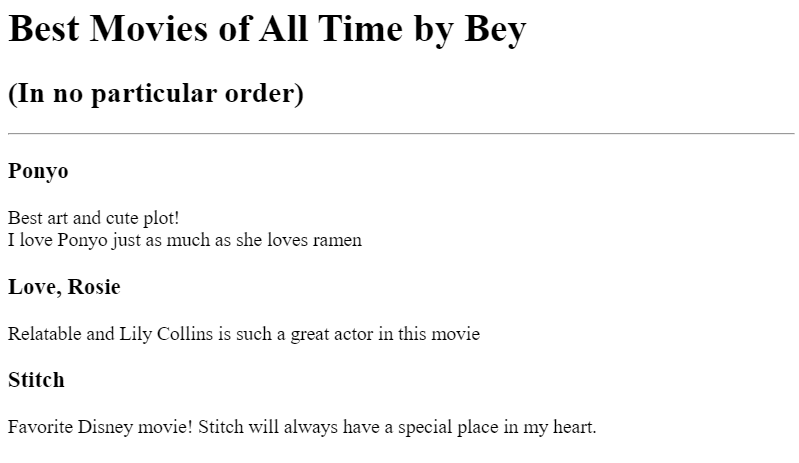 Best Movies of All Time by Bey
(In no particular order)
Ponyo
Best art and cute plot!
I love Ponyo just as much as she loves ramen
Love, Rosie
Relatable and Lily Collins is such a great actor in this movie
Stitch
Favorite Disney movie! Stitch will always have a special place in my heart.